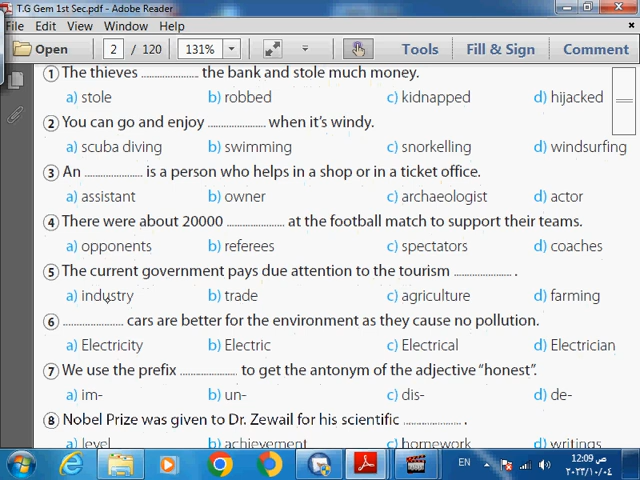 T.G Gem 1st Sec.pdf - Adobe Reader
File Edit View Window Help
Open 2 / 120 131% Tools Fill & Sign Comment
1 The thieves .................... the bank and stole much money.
a) stole b) robbed c) kidnapped d) hijacked
2 You can go and enjoy .................... when it's windy.
a) scuba diving b) swimming c) snorkelling d) windsurfing
3 An .................... is a person who helps in a shop or in a ticket office.
a) assistant b) owner c) archaeologist d) actor
4 There were about 20000 .................... at the football match to support their teams.
a) opponents b) referees c) spectators d) coaches
5 The current government pays due attention to the tourism .................... .
a) industry b) trade c) agriculture d) farming
6 .................... cars are better for the environment as they cause no pollution.
a) Electricity b) Electric c) Electrical d) Electrician
7 We use the prefix .................... to get the antonym of the adjective "honest".
a) im- b) un- c) dis- d) de-
8 Nobel Prize was given to Dr. Zewail for his scientific .................... .
a) level b) achievement c) homework d) writings
EN 12:09 ص
٢٠٢٣/١٠/٠٤